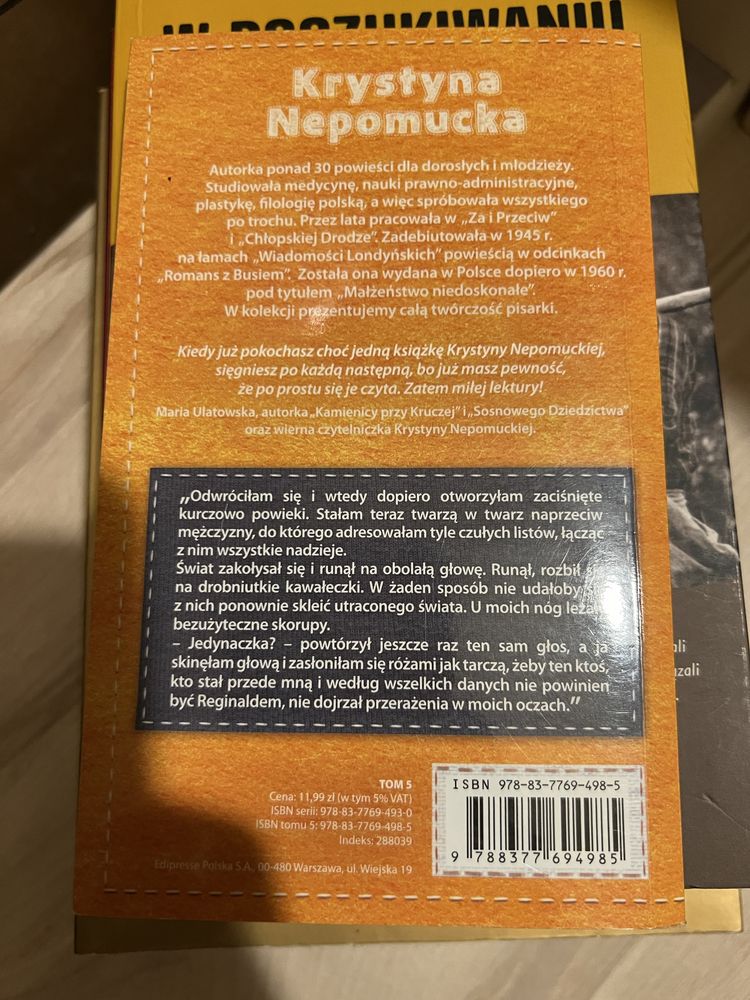 W POSZUKIWANIU
Krystyna
Nepomucka
Autorka ponad 30 powieści dla dorosłych i młodzieży.
Studiowała medycynę, nauki prawno-administracyjne,
plastykę, filologię polską, a więc spróbowała wszystkiego
po trochu. Przez lata pracowała w „Za i Przeciw”
i „Chłopskiej Drodze”. Zadebiutowała w 1945 r.
na łamach „Wiadomości Londyńskich” powieścią w odcinkach
„Romans z Busiem”. Została ona wydana w Polsce dopiero w 1960 r.
pod tytułem „Małżeństwo niedoskonałe”.
W kolekcji prezentujemy całą twórczość pisarki.
Kiedy już pokochasz choć jedną książkę Krystyny Nepomuckiej,
sięgniesz po każdą następną, bo już masz pewność,
że po prostu się je czyta. Zatem miłej lektury!
Maria Ulatowska, autorka „Kamienicy przy Kruczej” i „Sosnowego Dziedzictwa”
oraz wierna czytelniczka Krystyny Nepomuckiej.
„Odwróciłam się i wtedy dopiero otworzyłam zaciśnięte
kurczowo powieki. Stałam teraz twarzą w twarz naprzeciw
mężczyzny, do którego adresowałam tyle czułych listów, łącząc
z nim wszystkie nadzieje.
Świat zakołysał się i runął na obolałą głowę. Runął, rozbił się
na drobniutkie kawałeczki. W żaden sposób nie udałoby się
z nich ponownie skleić utraconego świata. U moich nóg leżały
bezużyteczne skorupy.
– Jedynaczka? – powtórzył jeszcze raz ten sam głos, a ja
skinęłam głową i zasłoniłam się różami jak tarczą, żeby ten ktoś,
kto stał przede mną i według wszelkich danych nie powinien
być Reginaldem, nie dojrzał przerażenia w moich oczach.”
TOM 5
Cena: 11,99 zł (w tym 5% VAT)
ISBN serii: 978-83-7769-493-0
ISBN tomu 5: 978-83-7769-498-5
Indeks: 288039
Edipresse Polska S.A., 00-480 Warszawa, ul. Wiejska 19
ISBN 978-83-7769-498-5
9 788377 694985